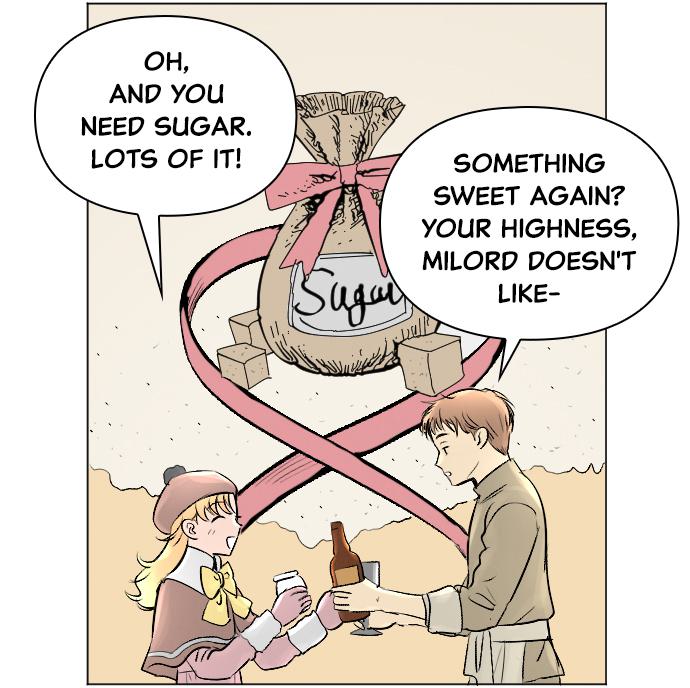 OH,
AND YOU
NEED SUGAR.
LOTS OF IT!
SOMETHING
SWEET AGAIN?
YOUR HIGHNESS,
MILORD DOESN'T
LIKE-
Sugar